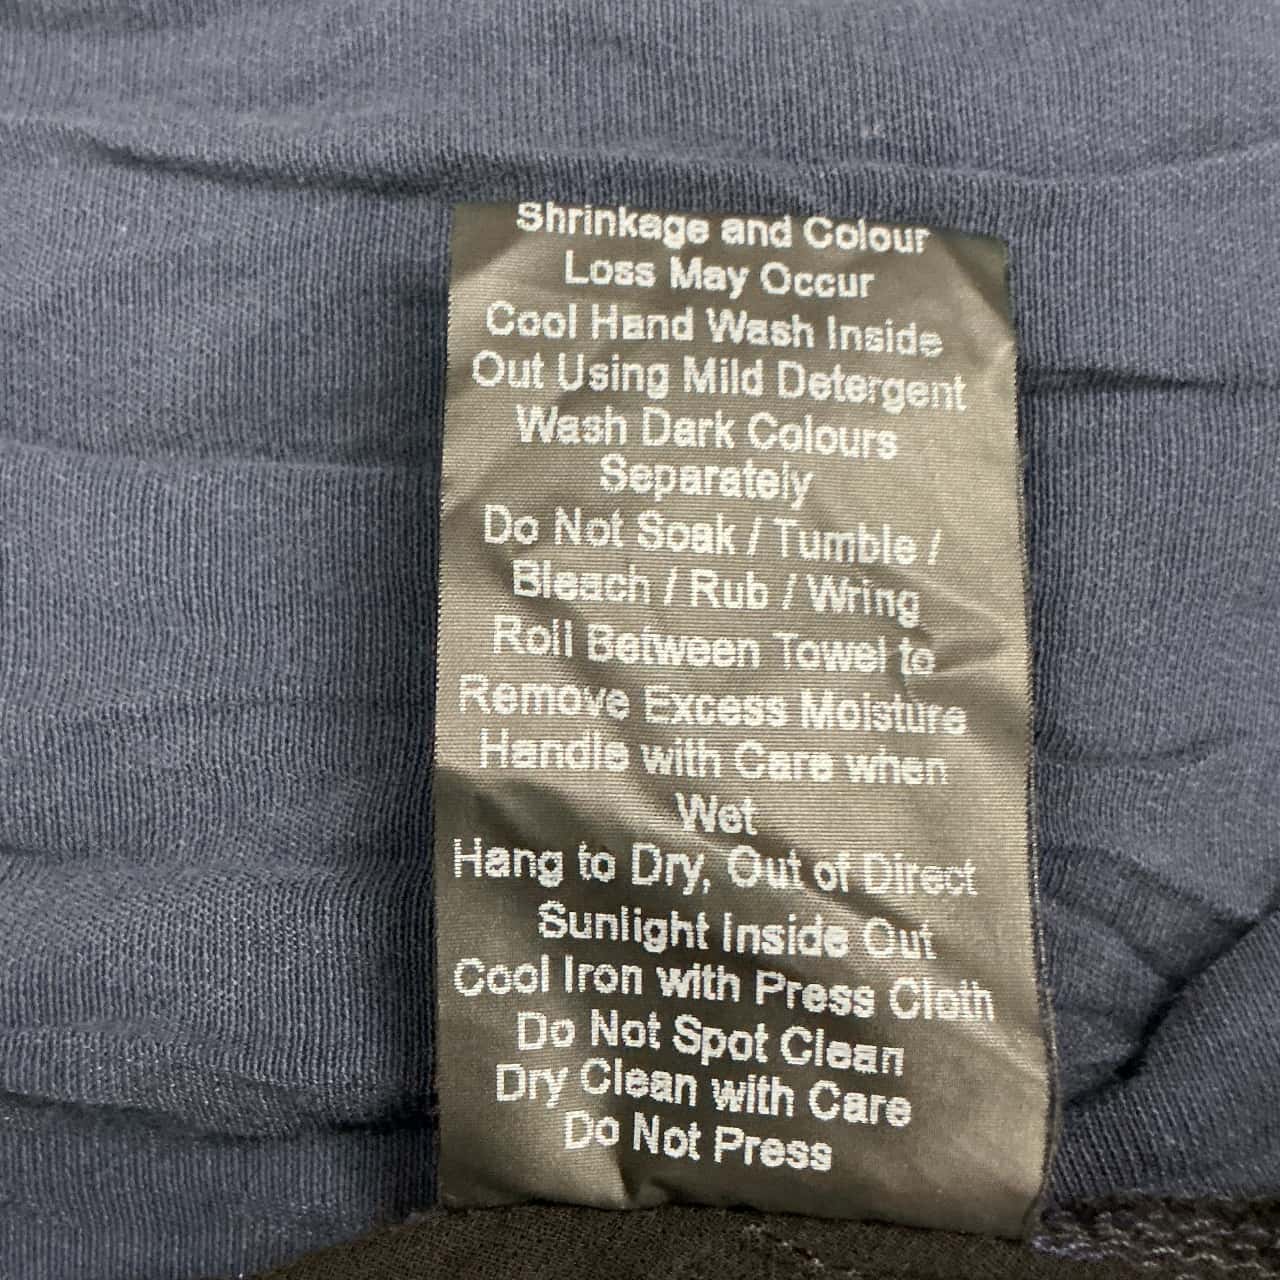 Shrinkage and Colour
Loss May Occur
Cool Hand Wash Inside
Out Using Mild Detergent
Wash Dark Colours
Separately
Do Not Soak / Tumble /
Bleach / Rub / Wring
Roll Between Towel to
Remove Excess Moisture
Handle with Care when
Wet
Hang to Dry, Out of Direct
Sunlight Inside Out
Cool Iron with Press Cloth
Do Not Spot Clean
Dry Clean with Care
Do Not Press